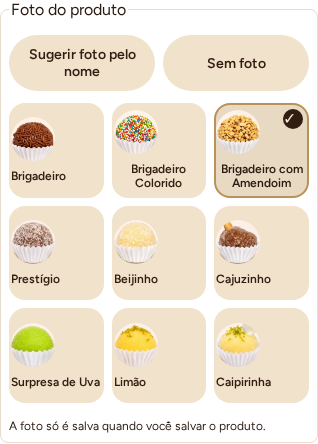 Foto do produto
Sugerir foto pelo
nome
Sem foto
Brigadeiro
Brigadeiro
Colorido
Brigadeiro com
Amendoim
Prestígio
Beijinho
Cajuzinho
Surpresa de Uva
Limão
Caipirinha
A foto só é salva quando você salvar o produto.